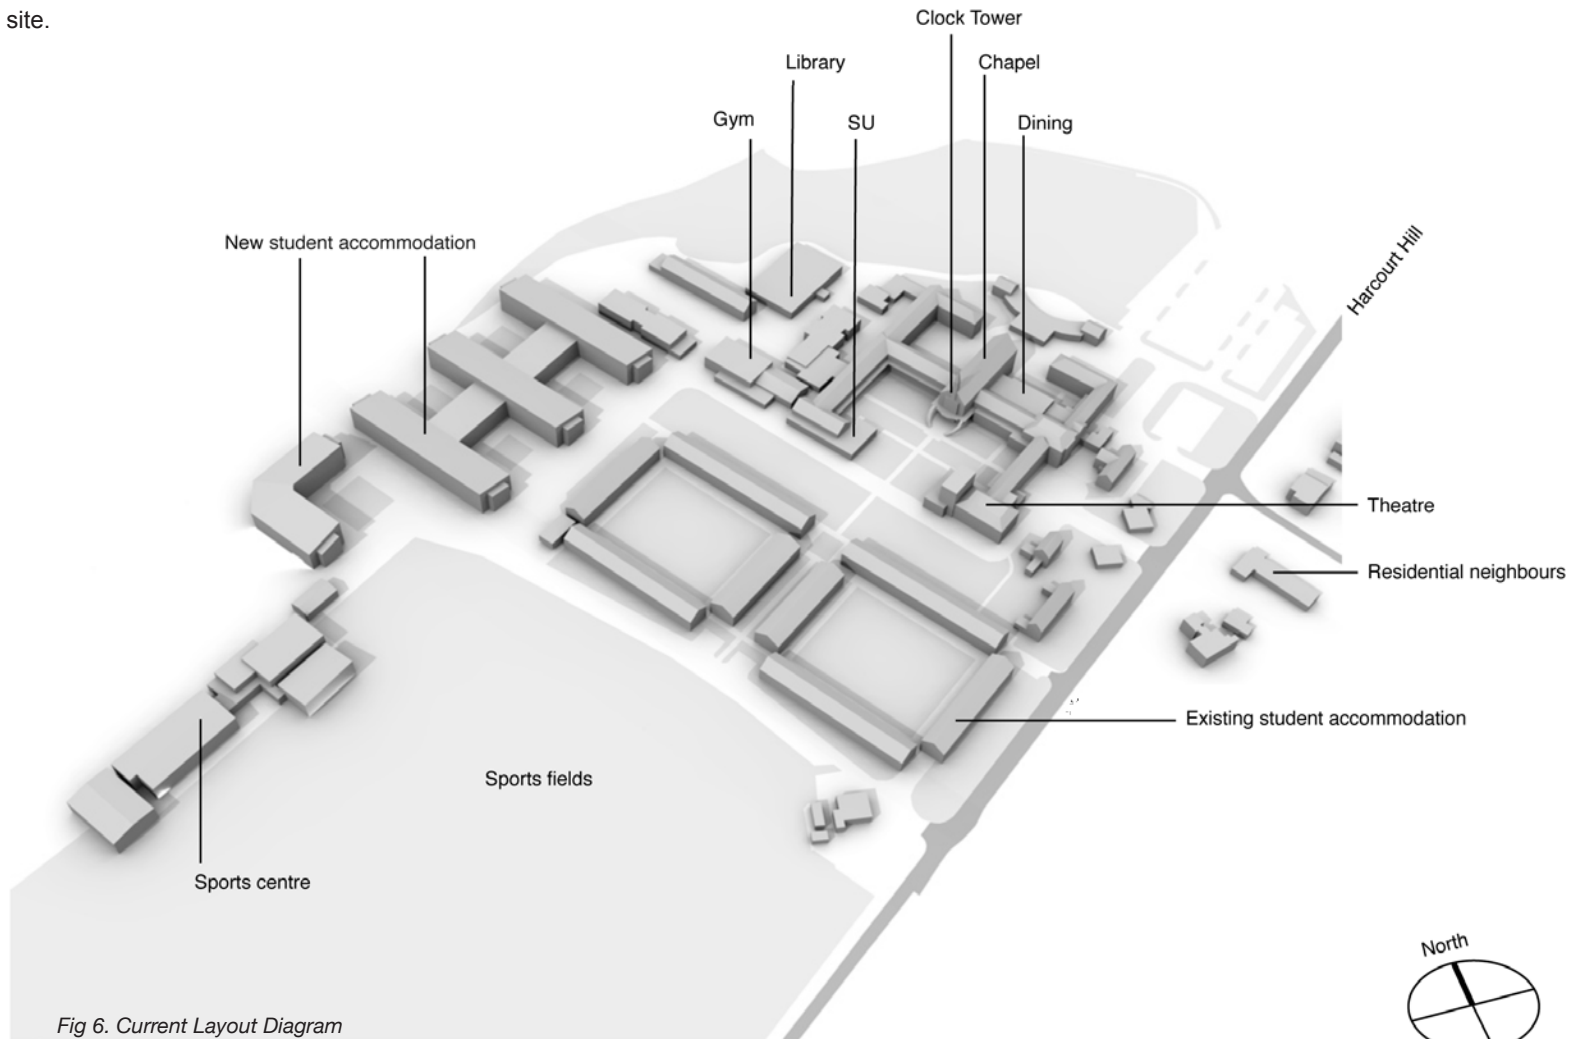 site.
Clock Tower
Library
Chapel
Gym
SU
Dining
New student accommodation
Harcourt Hill
Theatre
Residential neighbours
Existing student accommodation
Sports fields
Sports centre
North
Fig 6. Current Layout Diagram